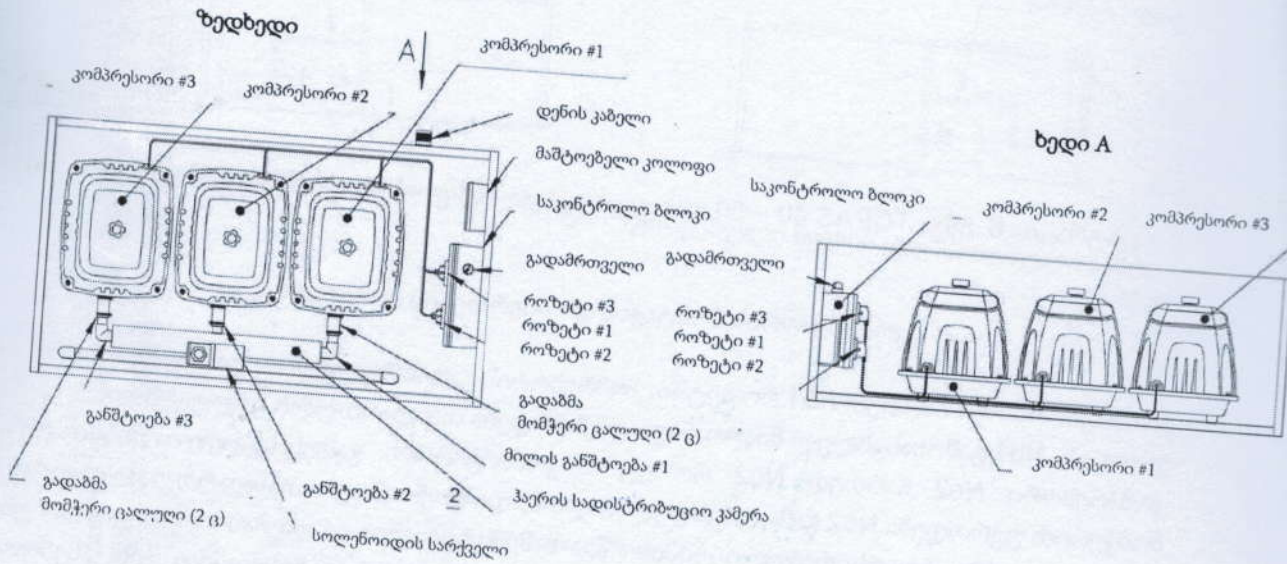 ზედხედი
A
კომპრესორი #1
კომპრესორი #3
კომპრესორი #2
დენის კაბელი
მაშტოებელი კოლოფი
საკონტროლო ბლოკი
გადამრთველი
როზეტი #3
როზეტი #1
როზეტი #2
გადაბმა
მომჭერი ცალუღი (2 ც)
მილის განშტოება #1
ჰაერის სადისტრიბუციო კამერა
განშტოება #3
გადაბმა
მომჭერი ცალუღი (2 ც)
განშტოება #2
2
სოლენოიდის სარქველი
ხედი A
საკონტროლო ბლოკი
კომპრესორი #2
კომპრესორი #3
გადამრთველი
როზეტი #3
როზეტი #1
როზეტი #2
კომპრესორი #1